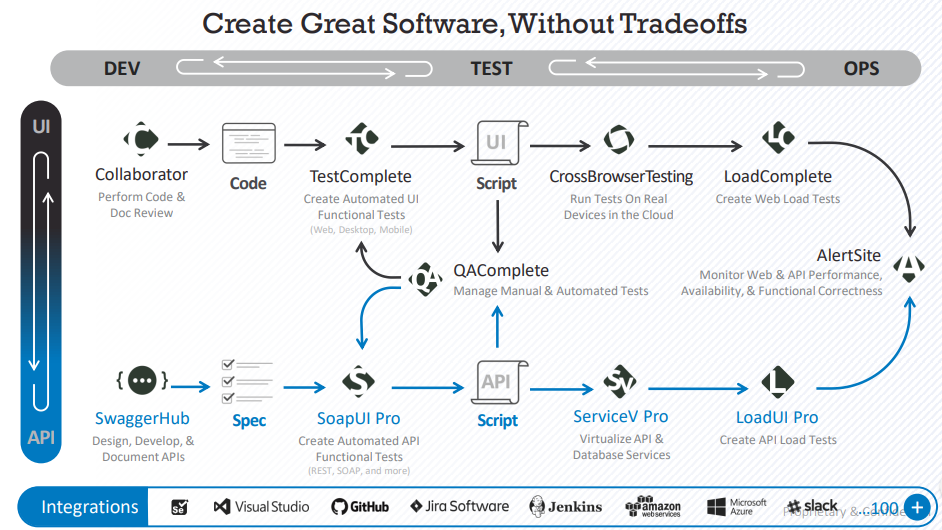 Create Great Software, Without Tradeoffs
DEV
TEST
OPS
UI
Collaborator
Perform Code &
Doc Review
Code
TestComplete
Create Automated UI
Functional Tests
(Web, Desktop, Mobile)
UI
Script
CrossBrowserTesting
Run Tests On Real
Devices in the Cloud
LoadComplete
Create Web Load Tests
QAComplete
Manage Manual & Automated Tests
QA
AlertSite
Monitor Web & API Performance,
Availability, & Functional Correctness
A
SwaggerHub
Design, Develop, &
Document APIs
Spec
S
SoapUI Pro
Create Automated API
Functional Tests
(REST, SOAP, and more)
API
Script
SV
ServiceV Pro
Virtualize API &
Database Services
L
LoadUI Pro
Create API Load Tests
API
Integrations
Se
Visual Studio
GitHub
Jira Software
Jenkins
amazon
web services
Microsoft
Azure
slack
...100
+
Proprietary &